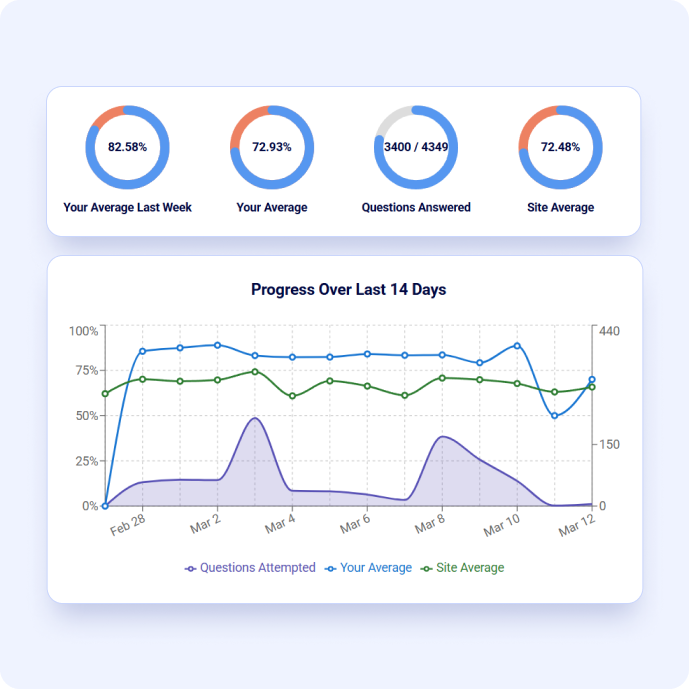 82.58%
72.93%
3400 / 4349
72.48%
Your Average Last Week
Your Average
Questions Answered
Site Average
Progress Over Last 14 Days
100%
75%
50%
25%
0%
440
150
0
Feb 28
Mar 2
Mar 4
Mar 6
Mar 8
Mar 10
Mar 12
Questions Attempted
Your Average
Site Average